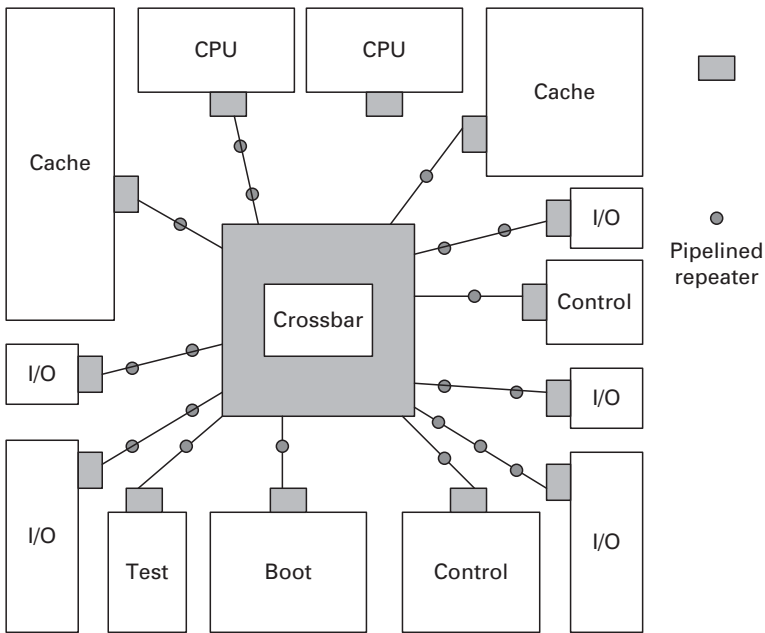 CPU
CPU
Cache
Cache
I/O
Pipelined
repeater
Control
Crossbar
I/O
I/O
I/O
I/O
Test
Boot
Control